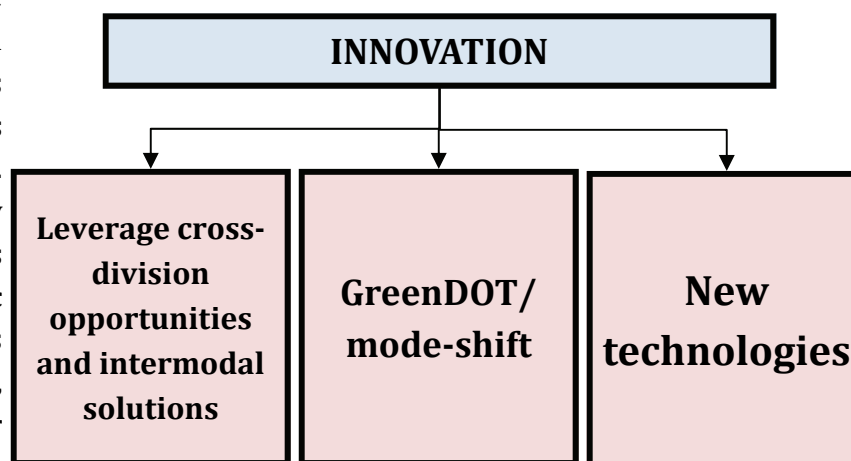 INNOVATION
Leverage cross-
division
opportunities
and intermodal
solutions
GreenDOT/
mode-shift
New
technologies